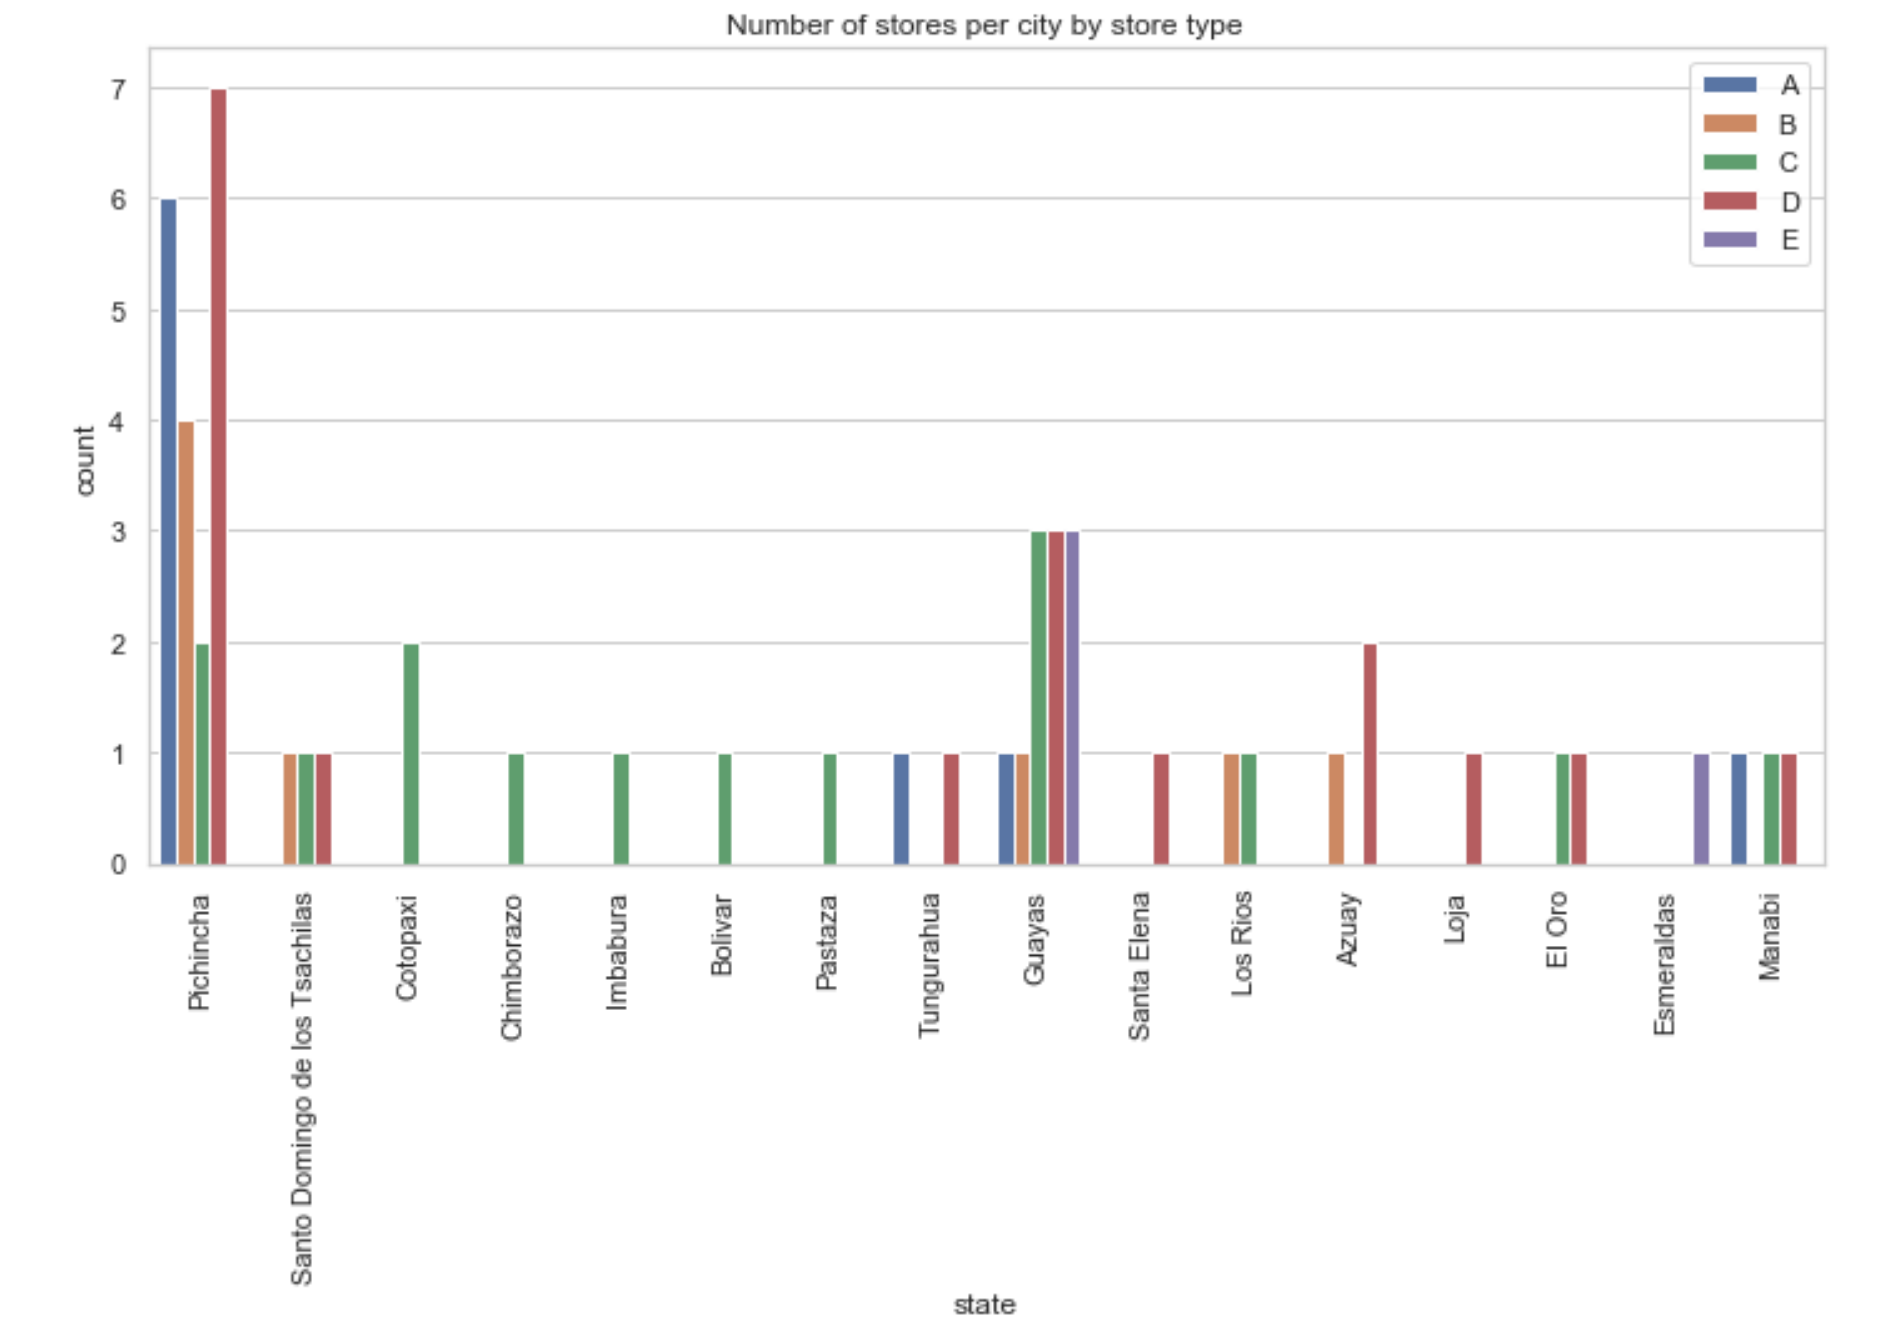 Number of stores per city by store type
A
B
C
D
E
7
6
5
4
3
2
1
0
count
Pichincha
Santo Domingo de los Tsachilas
Cotopaxi
Chimborazo
Imbabura
Bolivar
Pastaza
Tungurahua
Guayas
Santa Elena
Los Rios
Azuay
Loja
El Oro
Esmeraldas
Manabi
state